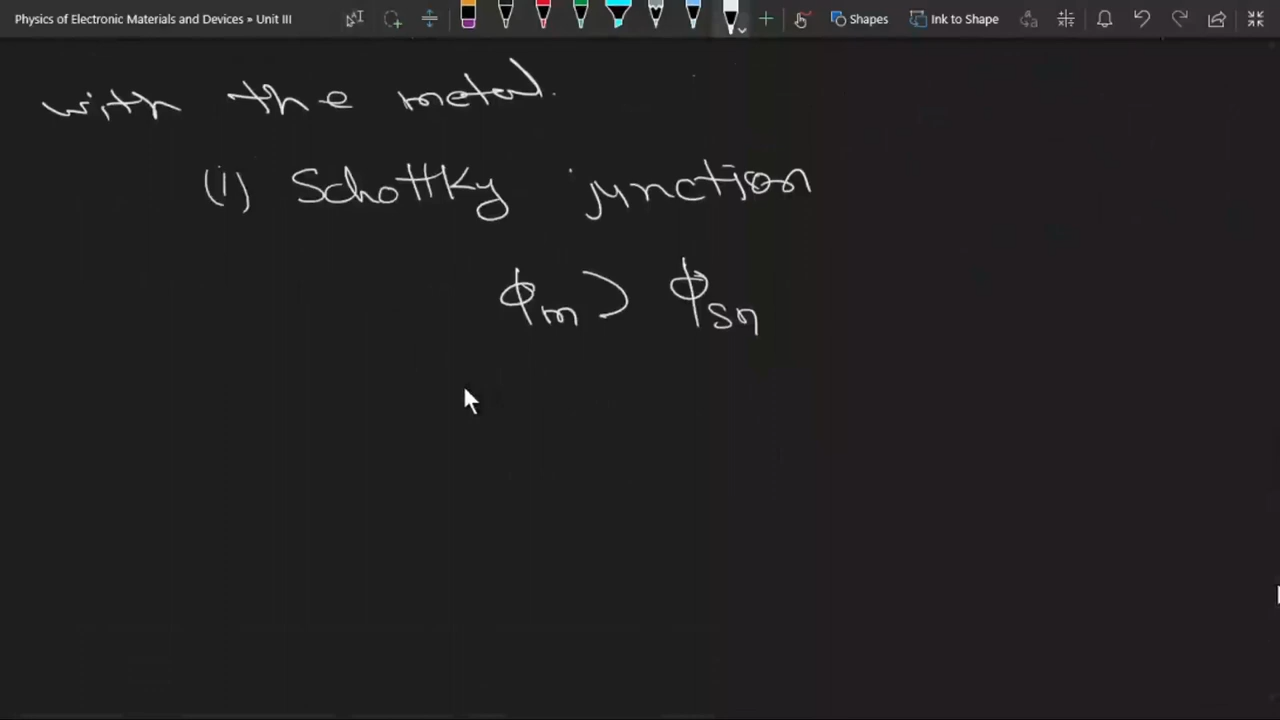 Physics of Electronic Materials and Devices » Unit III
Shapes
Ink to Shape
with the metal.
(i) Schottky junction
ϕm > ϕsn